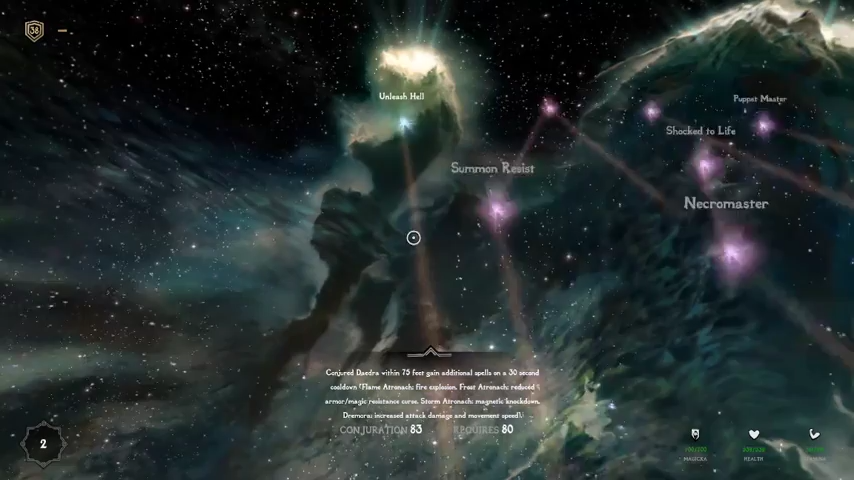 38
Unleash Hell
Puppet Master
Shocked to Life
Summon Resist
Necromaster
Conjured Daedra within 75 feet gain additional spells on a 30 second
cooldown (Flame Atronach: fire explosion. Frost Atronach: reduced
armor/magic resistance curse. Storm Atronach: magnetic knockdown.
Dremora: increased attack damage and movement speed).
CONJURATION 83 REQUIRES 80
2
MAGICKA
HEALTH